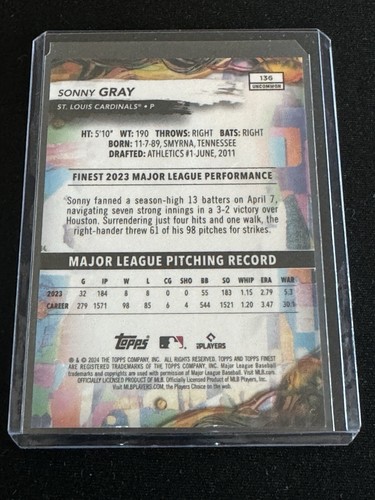 SONNY GRAY
136
UNCOMMON
ST. LOUIS CARDINALS® • P
HT: 5'10" WT: 190 THROWS: RIGHT BATS: RIGHT
BORN: 11-7-89, SMYRNA, TENNESSEE
DRAFTED: ATHLETICS #1-JUNE, 2011
FINEST 2023 MAJOR LEAGUE PERFORMANCE
Sonny fanned a season-high 13 batters on April 7,
navigating seven strong innings in a 3-2 victory over
Houston. Surrendering just four hits and one walk, the
right-hander threw 61 of his 98 pitches for strikes.
MAJOR LEAGUE PITCHING RECORD
G IP W L CG SHO BB SO WHIP ERA WAR
2023 32 184 8 8 0 0 55 183 1.15 2.79 5.3
CAREER 279 1571 98 85 6 4 544 1521 1.20 3.47 30.1
Topps MLB PLAYERS
® & © 2024 THE TOPPS COMPANY, INC. ALL RIGHTS RESERVED. TOPPS AND TOPPS FINEST
ARE REGISTERED TRADEMARKS OF THE TOPPS COMPANY, INC. Major League Baseball
trademarks and copyrights are used with permission of Major League Baseball. Visit MLB.com.
OFFICIALLY LICENSED PRODUCT OF MLB Players, Inc.
Visit MLBPLAYERS.com, the Players Choice on the web.